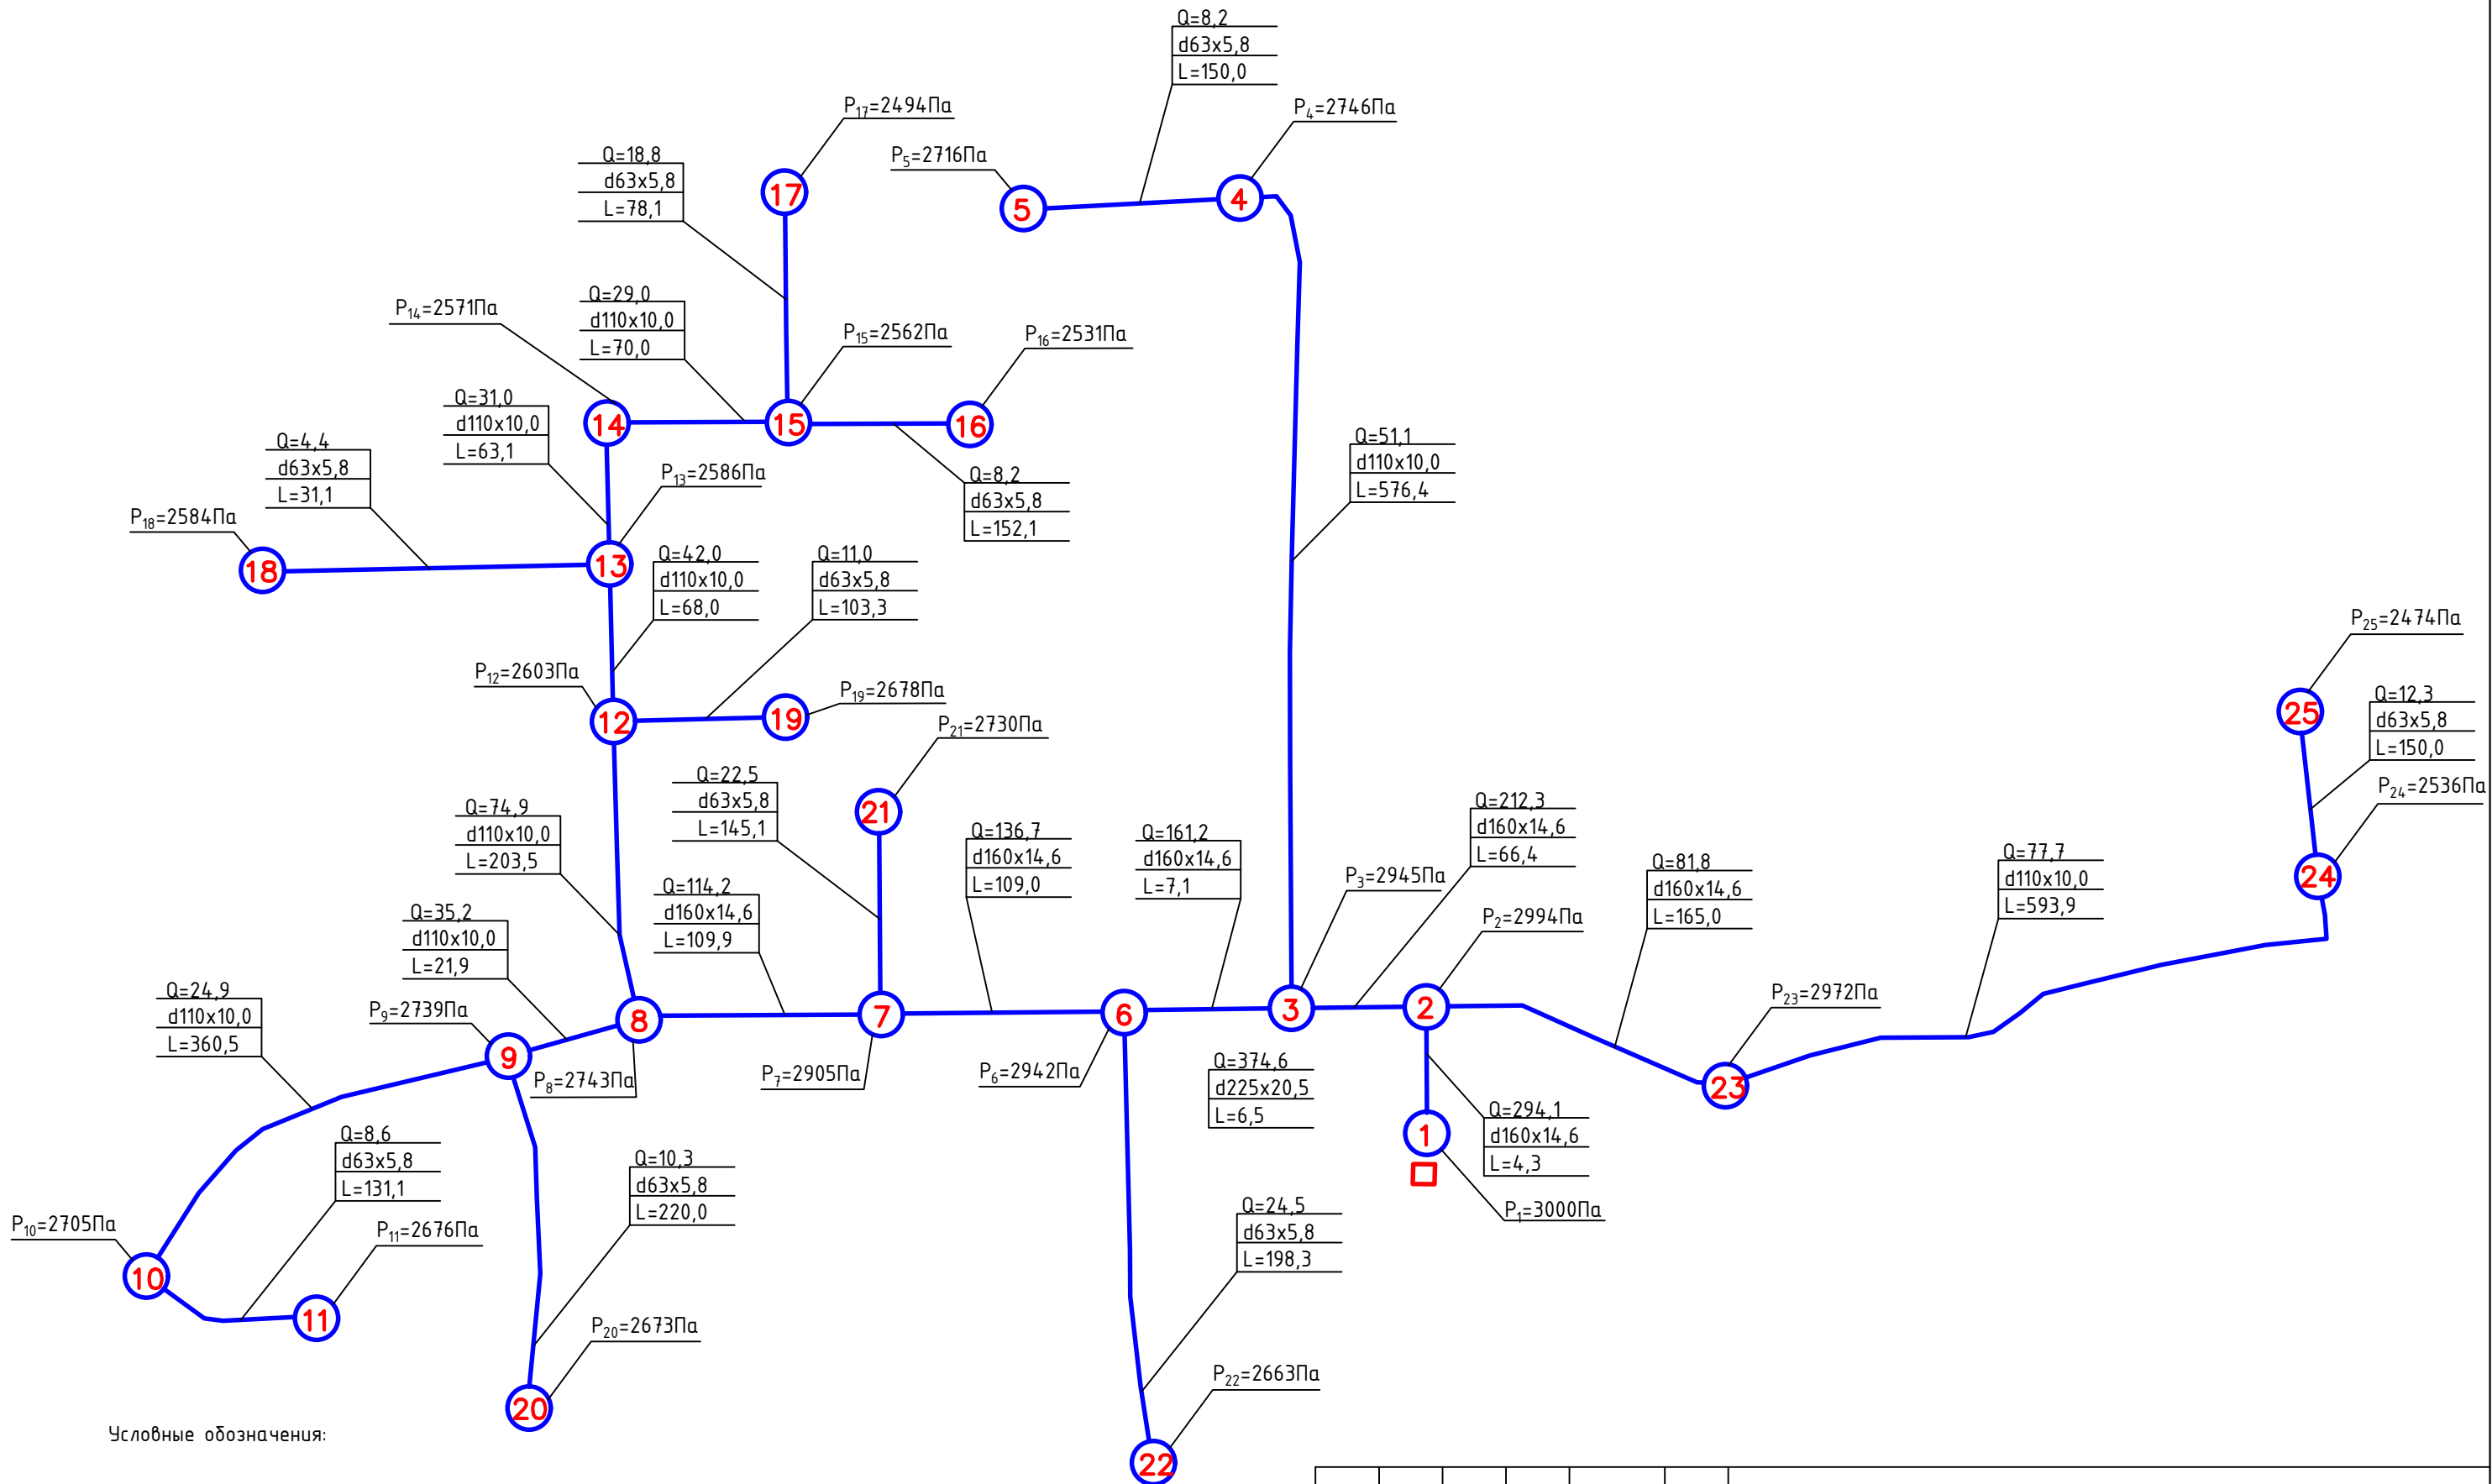 Q=8,2
d63x5,8
L=150,0
P17=2494Па
P4=2746Па
Q=18,8
d63x5,8
L=78,1
P5=2716Па
17
5
4
P14=2571Па
Q=29,0
d110x10,0
L=70,0
P15=2562Па
P16=2531Па
Q=31,0
d110x10,0
L=63,1
14
15
16
Q=4,4
d63x5,8
L=31,1
P13=2586Па
Q=8,2
d63x5,8
L=152,1
Q=51,1
d110x10,0
L=576,4
P18=2584Па
18
13
Q=42,0
d110x10,0
L=68,0
Q=11,0
d63x5,8
L=103,3
P12=2603Па
P19=2678Па
12
19
P25=2474Па
25
Q=12,3
d63x5,8
L=150,0
P24=2536Па
24
P21=2730Па
Q=22,5
d63x5,8
L=145,1
21
Q=74,9
d110x10,0
L=203,5
Q=136,7
d160x14,6
L=109,0
Q=161,2
d160x14,6
L=7,1
Q=212,3
d160x14,6
L=66,4
Q=81,8
d160x14,6
L=165,0
Q=77,7
d110x10,0
L=593,9
Q=114,2
d160x14,6
L=109,9
P3=2945Па
P2=2994Па
Q=35,2
d110x10,0
L=21,9
Q=24,9
d110x10,0
L=360,5
P9=2739Па
P23=2972Па
9
8
7
6
3
2
23
P8=2743Па
P7=2905Па
P6=2942Па
Q=374,6
d225x20,5
L=6,5
Q=294,1
d160x14,6
L=4,3
1
P1=3000Па
Q=8,6
d63x5,8
L=131,1
Q=10,3
d63x5,8
L=220,0
Q=24,5
d63x5,8
L=198,3
P10=2705Па
P11=2676Па
10
11
P20=2673Па
20
P22=2663Па
22
Условные обозначения: